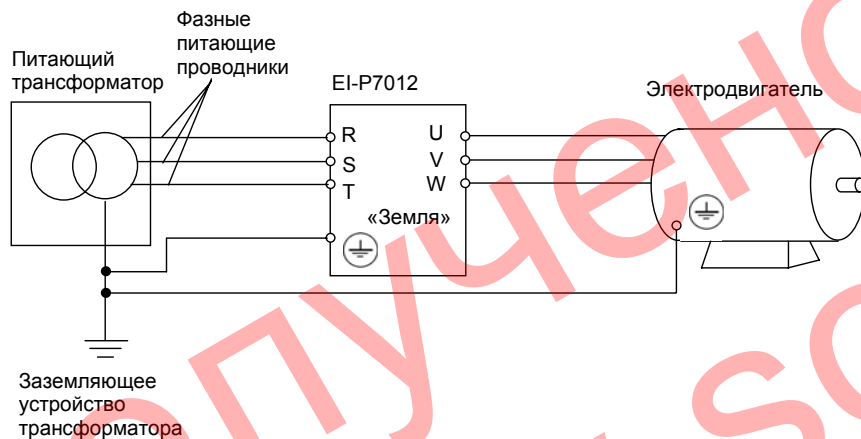 Фазные
питающие
проводники
Питающий
трансформатор
EI-P7012
Электродвигатель
R
S
T
U
V
W
«Земля»
Заземляющее
устройство
трансформатора